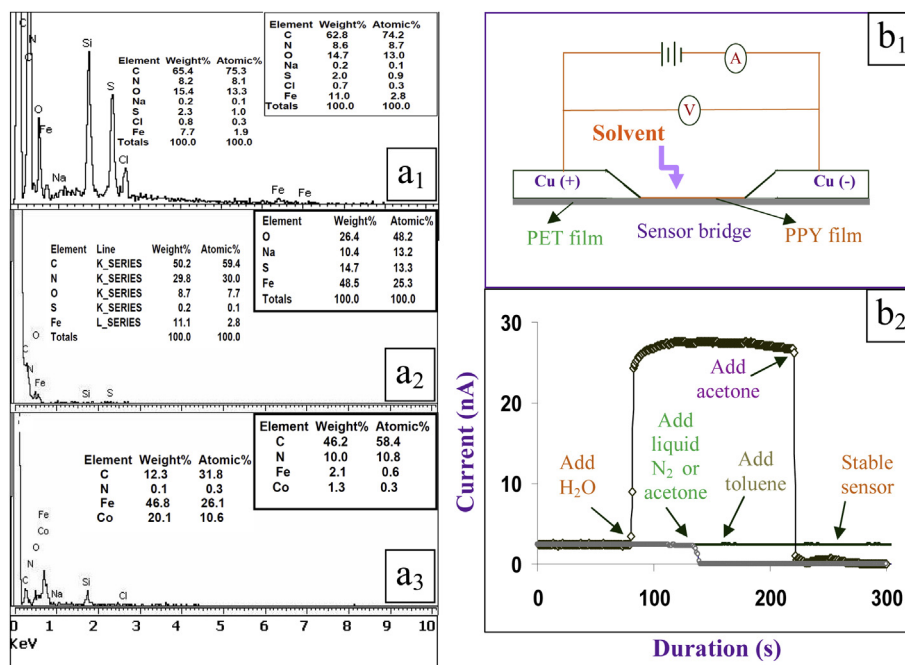 Element Weight% Atomic%
C 65.4 75.3
N 8.2 8.1
O 15.4 13.3
Na 0.2 0.1
S 2.3 1.0
Cl 0.8 0.3
Fe 7.7 1.9
Totals 100.0 100.0
Element Weight% Atomic%
C 62.8 74.2
N 8.6 8.7
O 14.7 13.0
Na 0.2 0.1
S 2.0 0.9
Cl 0.7 0.3
Fe 11.0 2.8
Totals 100.0 100.0
C
N
O
Fe
Na
Si
S
Cl
Fe
Fe
a1
Element Line Weight% Atomic%
C K_SERIES 50.2 59.4
N K_SERIES 29.8 30.0
O K_SERIES 8.7 7.7
S K_SERIES 0.2 0.1
Fe L_SERIES 11.1 2.8
Totals 100.0 100.0
Element Weight% Atomic%
O 26.4 48.2
Na 10.4 13.2
S 14.7 13.3
Fe 48.5 25.3
Totals 100.0 100.0
C
O
N
Fe
Si
S
a2
Element Weight% Atomic%
C 12.3 31.8
N 0.1 0.3
Fe 46.8 26.1
Co 20.1 10.6
Element Weight% Atomic%
C 46.2 58.4
N 10.0 10.8
Fe 2.1 0.6
Co 1.3 0.3
Fe
Co
O
N
C
Na
Si
Cl
a3
0 1 2 3 4 5 6 7 8 9 10
KeV
b1
A
V
Solvent
Cu (+)
Cu (-)
PET film
Sensor bridge
PPY film
b2
30
20
10
0
Current (nA)
Add
H2O
Add
liquid
N2 or
acetone
Add
acetone
Add
toluene
Stable
sensor
0 100 200 300
Duration (s)